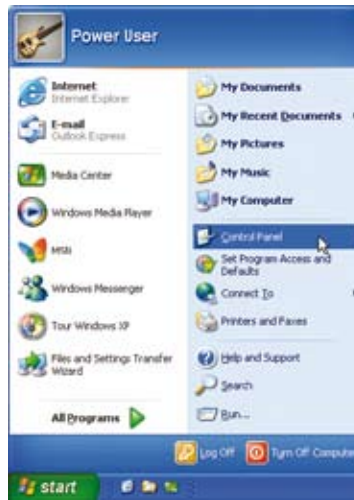 Power User
Internet
Internet Explorer
E-mail
Outlook Express
Media Center
Windows Media Player
MSN
Windows Messenger
Tour Windows XP
Files and Settings Transfer
Wizard
All Programs
My Documents
My Recent Documents
My Pictures
My Music
My Computer
Control Panel
Set Program Access and
Defaults
Connect To
Printers and Faxes
Help and Support
Search
Run...
Log Off
Turn Off Computer
start